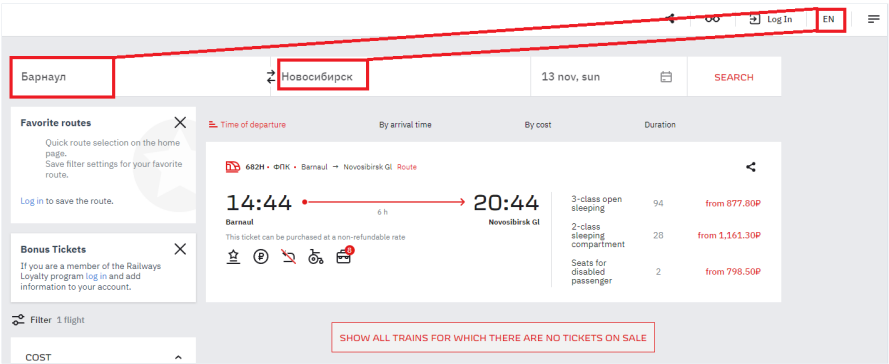 Log In EN
Барнаул Новосибирск 13 nov, sun SEARCH
Favorite routes
Quick route selection on the home
page.
Save filter settings for your favorite
route.
Log in to save the route.
Bonus Tickets
If you are a member of the Railways
Loyalty program log in and add
information to your account.
Filter 1 flight
COST
Time of departure By arrival time By cost Duration
682Н • ФПК • Barnaul → Novosibirsk Gl Route
14:44 20:44
6 h
Barnaul Novosibirsk Gl
This ticket can be purchased at a non-refundable rate
3-class open
sleeping 94 from 877.80₽
2-class
sleeping
compartment 28 from 1,161.30₽
Seats for
disabled
passenger 2 from 798.50₽
SHOW ALL TRAINS FOR WHICH THERE ARE NO TICKETS ON SALE